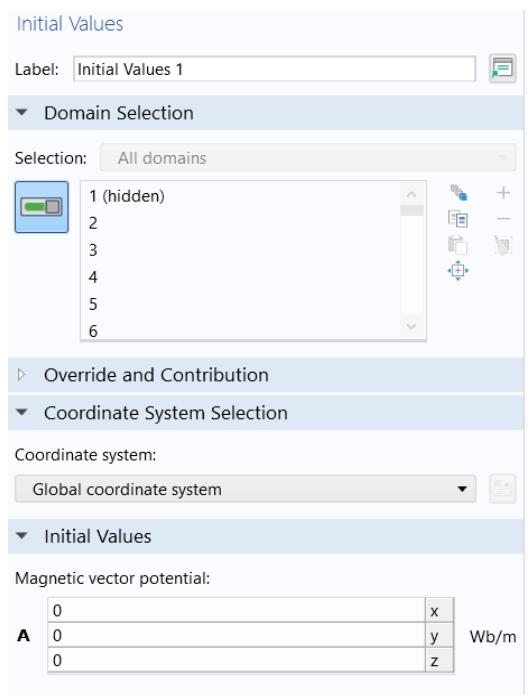 Initial Values
Label: Initial Values 1
Domain Selection
Selection: All domains
1 (hidden)
2
3
4
5
6
Override and Contribution
Coordinate System Selection
Coordinate system:
Global coordinate system
Initial Values
Magnetic vector potential:
0 x
A 0 y Wb/m
0 z